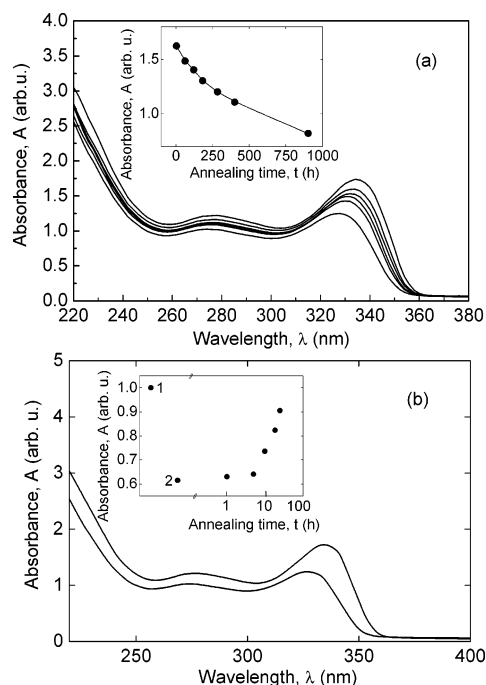 (a)
Absorbance, A (arb.u.)
4.0
3.5
3.0
2.5
2.0
1.5
1.0
0.5
0.0
220 240 260 280 300 320 340 360 380
Wavelength, λ (nm)
Absorbance, A (arb.u.)
1.5
1.0
0 250 500 750 1000
Annealing time, t (h)
(b)
Absorbance, A (arb. u.)
5
4
3
2
1
0
250 300 350 400
Wavelength, λ (nm)
Absorbance, A (arb. u.)
1.0
0.9
0.8
0.7
0.6
1
2
1 10 100
Annealing time, t (h)